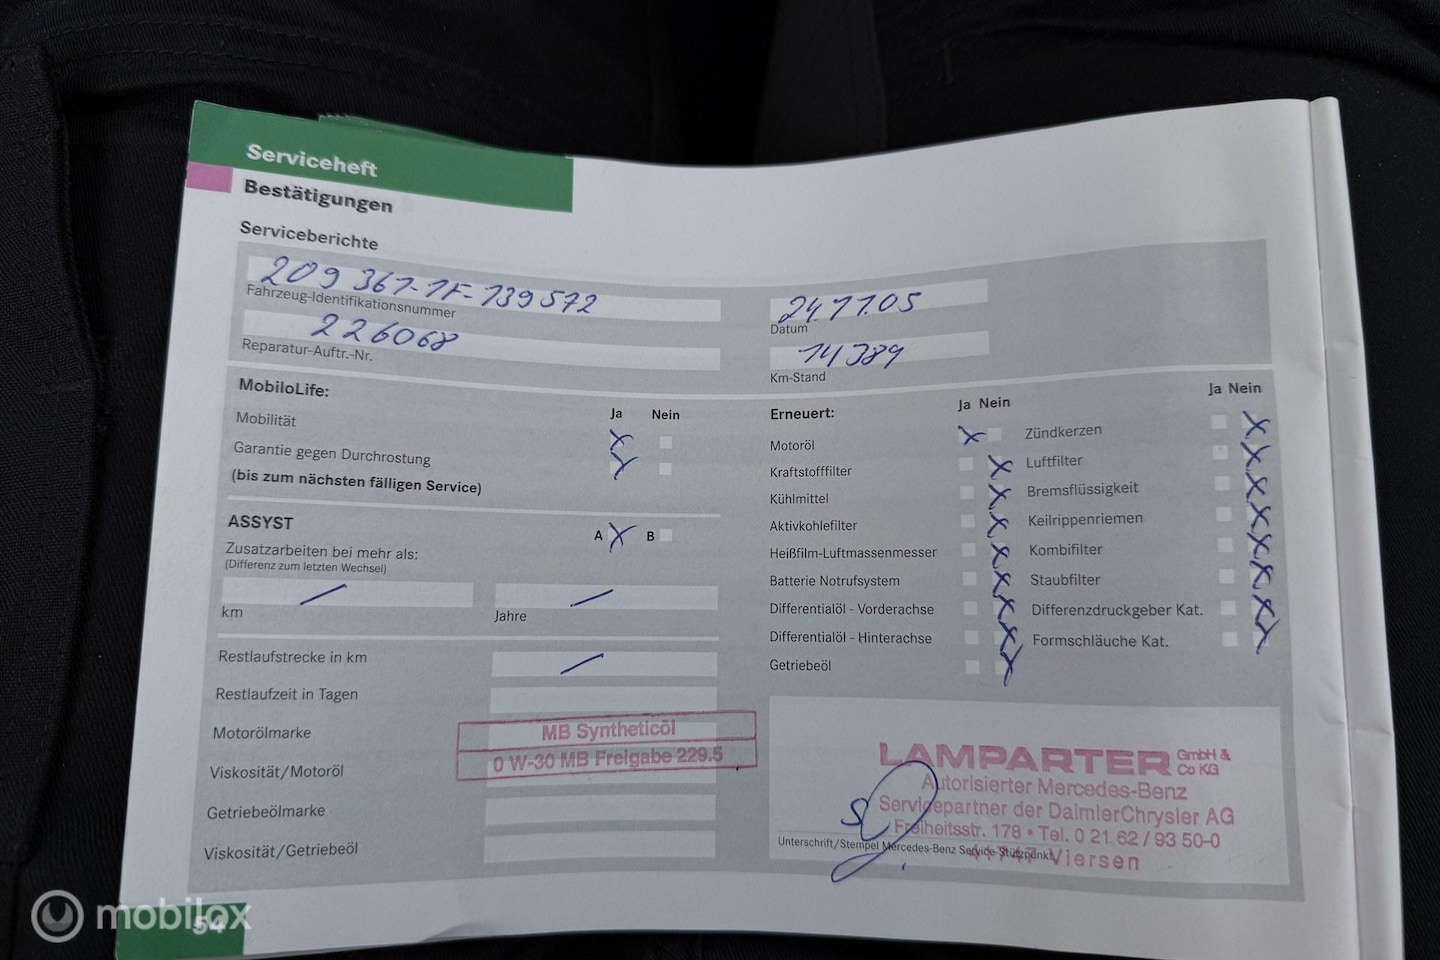 Serviceheft
Bestätigungen
Serviceberichte
209 361-1F-139572
Fahrzeug-Identifikationsnummer
226068
Reparatur-Auftr.-Nr.
24.11.05
Datum
14389
Km-Stand
MobiloLife:
Ja Nein
Mobilität X
Garantie gegen Durchrostung X
(bis zum nächsten fälligen Service)
ASSYST A X B
Zusatzarbeiten bei mehr als:
(Differenz zum letzten Wechsel)
km
Jahre
Restlaufstrecke in km
Restlaufzeit in Tagen
Motorölmarke
MB Syntheticöl
Viskosität/Motoröl
0 W-30 MB Freigabe 229.5
Getriebeölmarke
Viskosität/Getriebeöl
Erneuert: Ja Nein
Motoröl X
Kraftstofffilter X
Kühlmittel X
Aktivkohlefilter X
Heißfilm-Luftmassenmesser X
Batterie Notrufsystem X
Differentialöl - Vorderachse X
Differentialöl - Hinterachse X
Getriebeöl X
Ja Nein
Zündkerzen X
Luftfilter X
Bremsflüssigkeit X
Keilrippenriemen X
Kombifilter X
Staubfilter X
Differenzdruckgeber Kat. X
Formschläuche Kat. X
LAMPARTER GmbH & Co KG
Autorisierter Mercedes-Benz
Servicepartner der DaimlerChrysler AG
Freiheitsstr. 178 • Tel. 0 21 62 / 93 50-0
Viersen
Unterschrift/Stempel Mercedes-Benz Service-Stützpunkt
54
mobilox